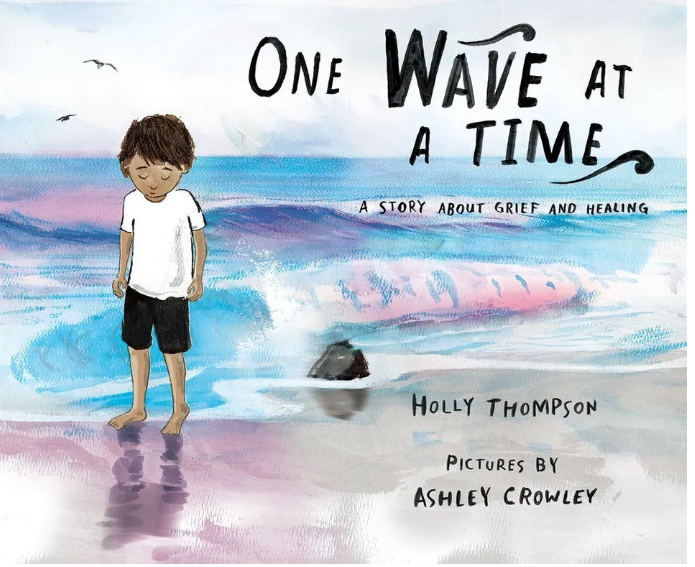 ONE WAVE AT
A TIME
A STORY ABOUT GRIEF AND HEALING
HOLLY THOMPSON
PICTURES BY
ASHLEY CROWLEY